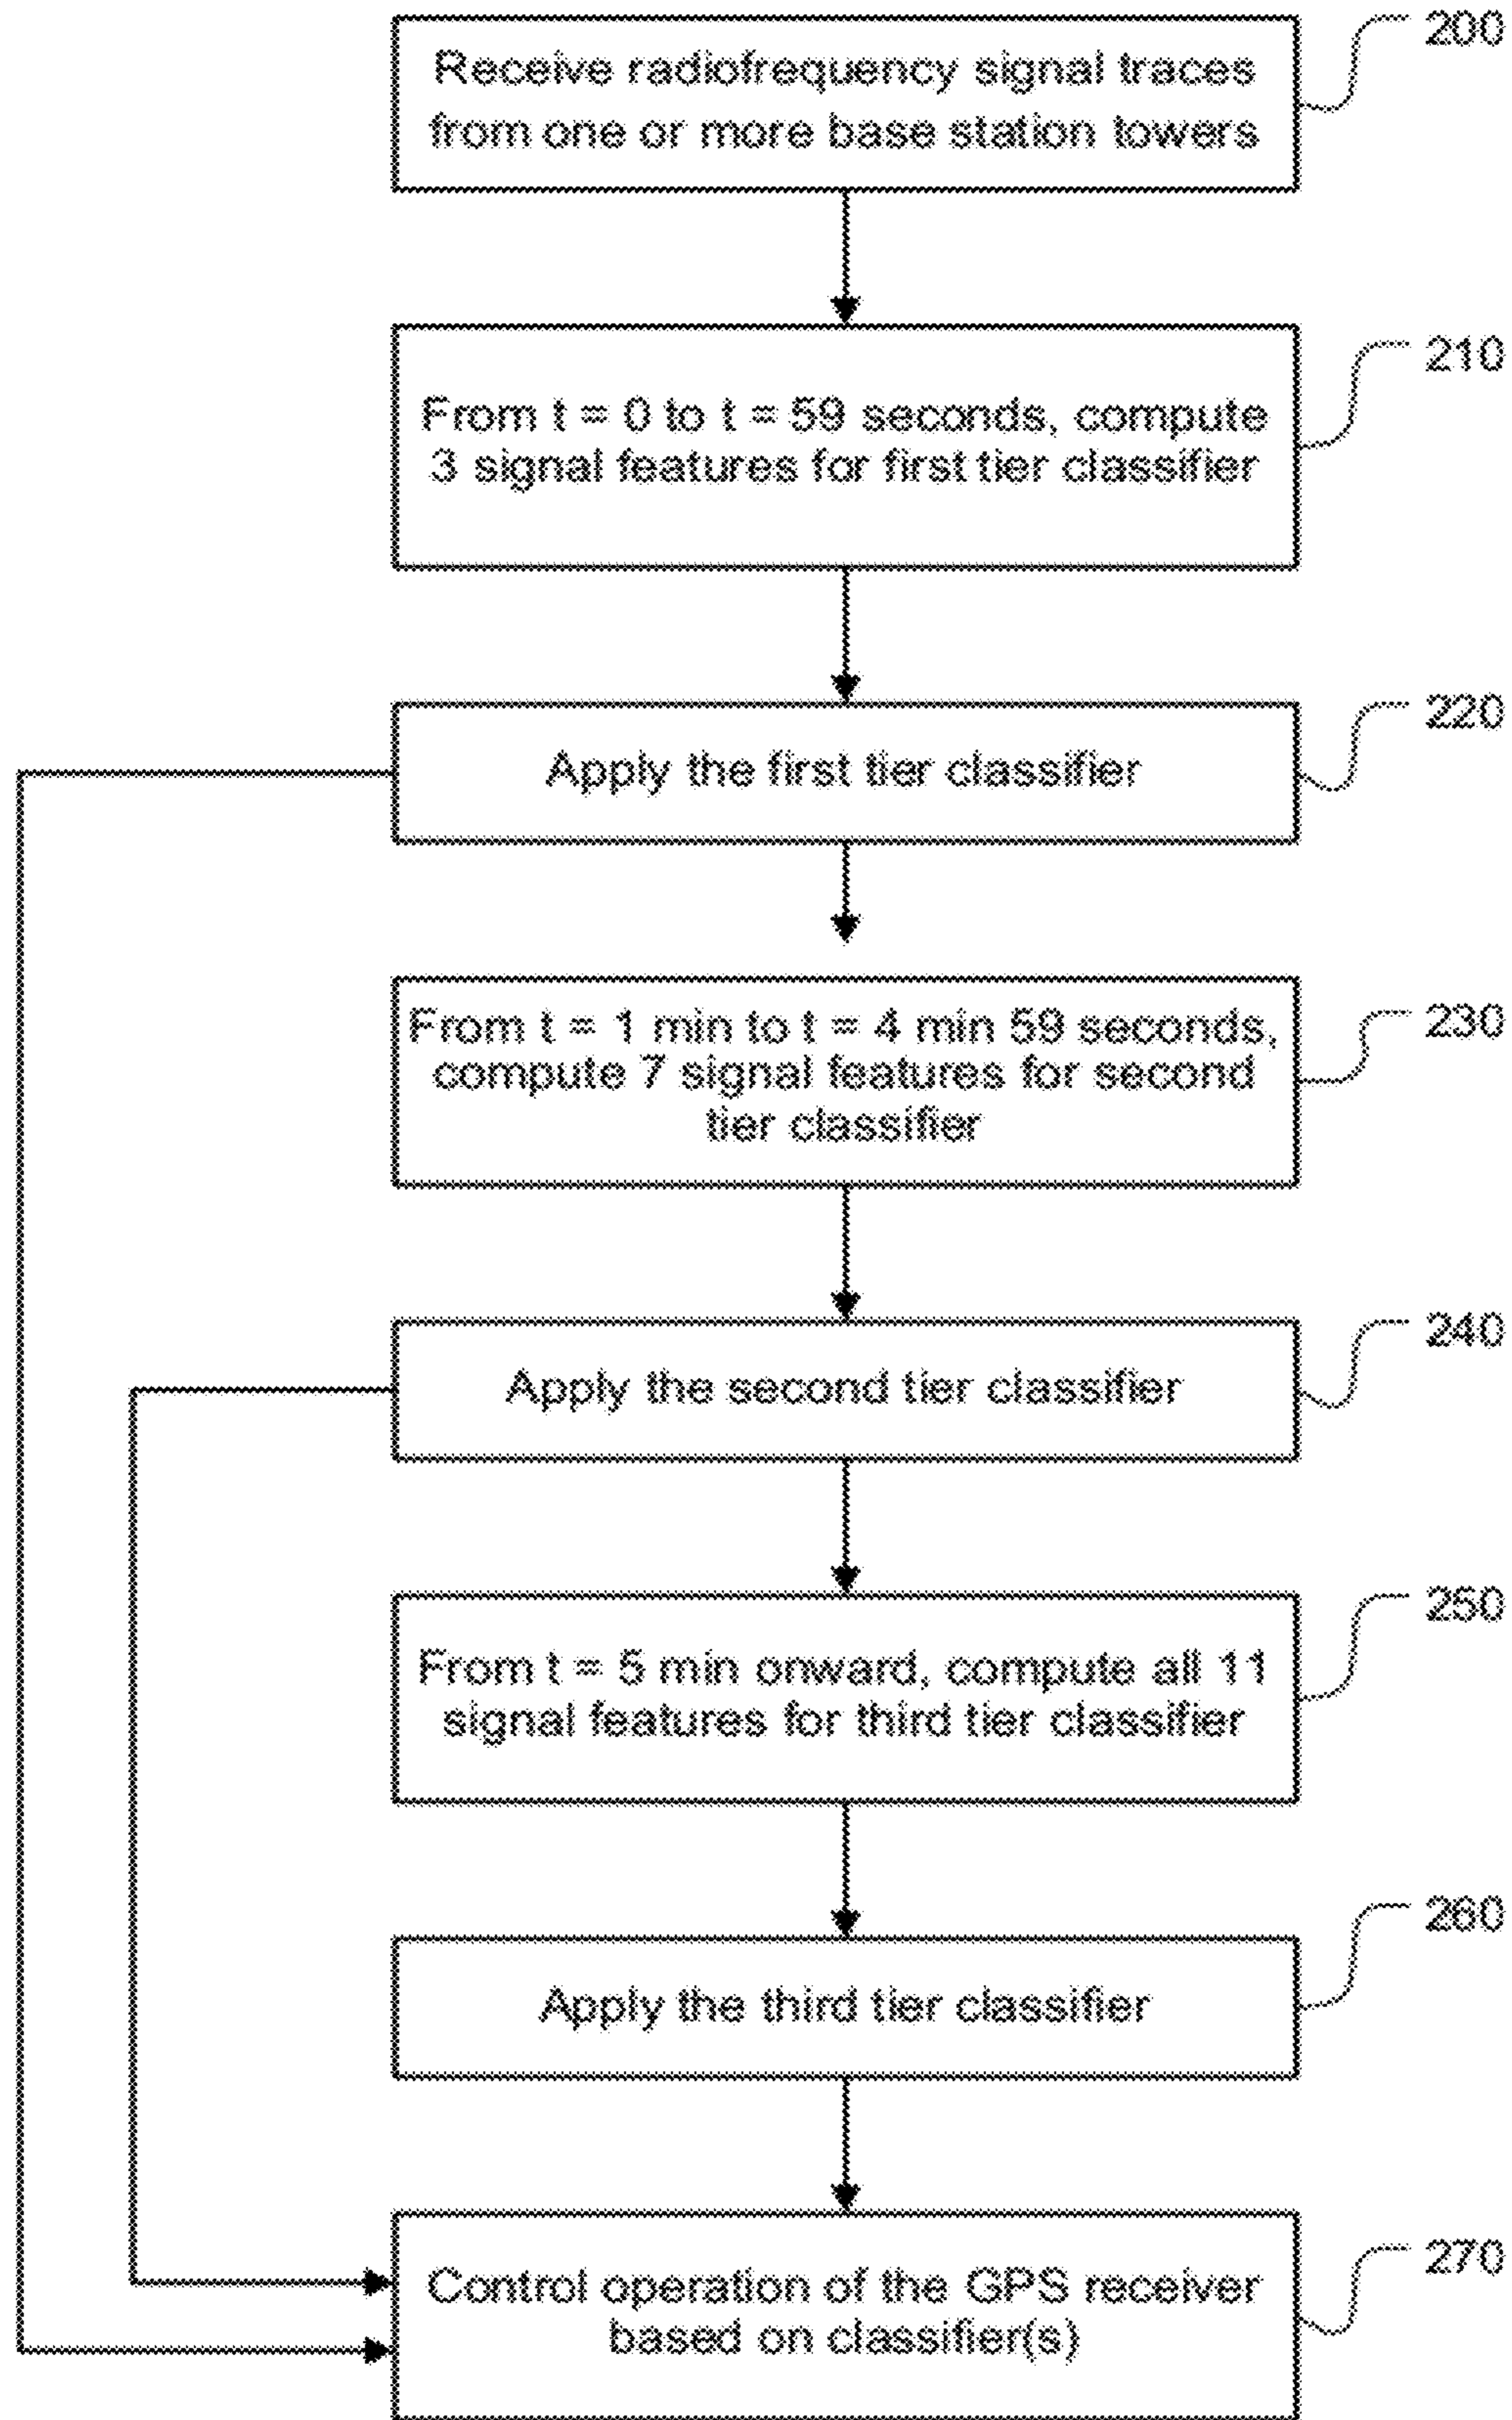 Receive radiofrequency signal traces
from one or more base station towers
200
From t = 0 to t = 59 seconds, compute
3 signal features for first tier classifier
210
Apply the first tier classifier
220
From t = 1 min to t = 4 min 59 seconds,
compute 7 signal features for second
tier classifier
230
Apply the second tier classifier
240
From t = 5 min onward, compute all 11
signal features for third tier classifier
250
Apply the third tier classifier
260
Control operation of the GPS receiver
based on classifier(s)
270